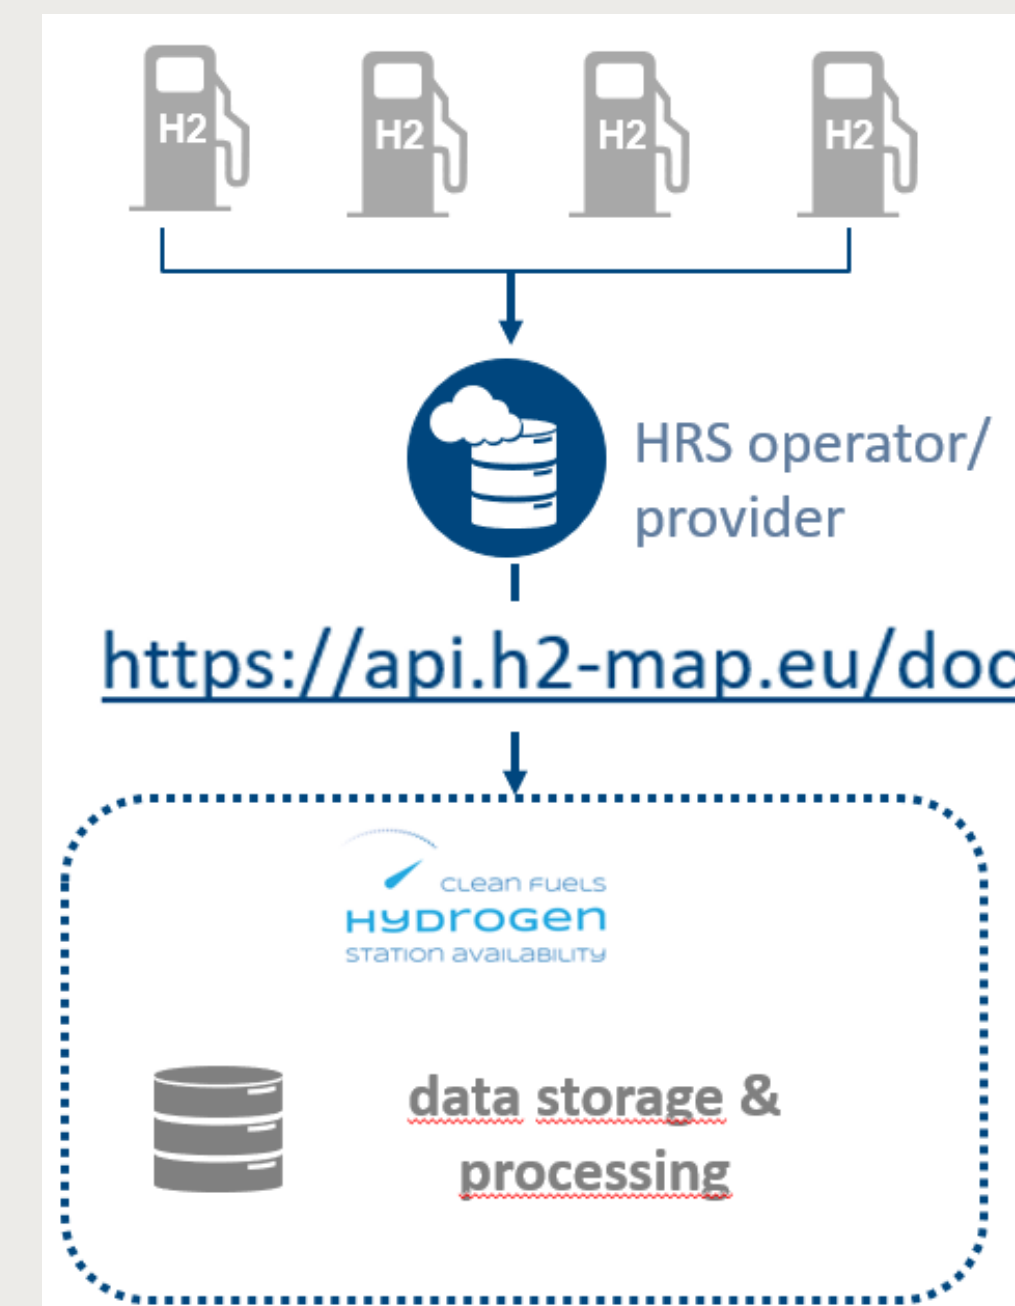 H2 H2 H2 H2
HRS operator/
provider
https://api.h2-map.eu/doc
CLEAN FUELS
HYDROGEN
STATION AVAILABILITY
data storage &
processing